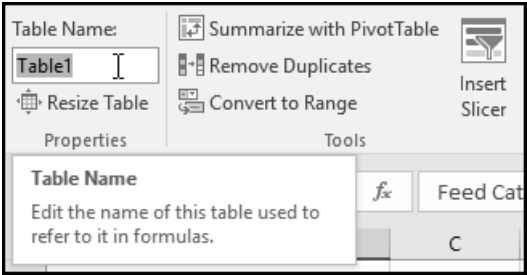 Table Name:
Table1
Resize Table
Properties
Summarize with PivotTable
Remove Duplicates
Convert to Range
Tools
Insert
Slicer
Table Name
Edit the name of this table used to
refer to it in formulas.
fx
Feed Cat
C